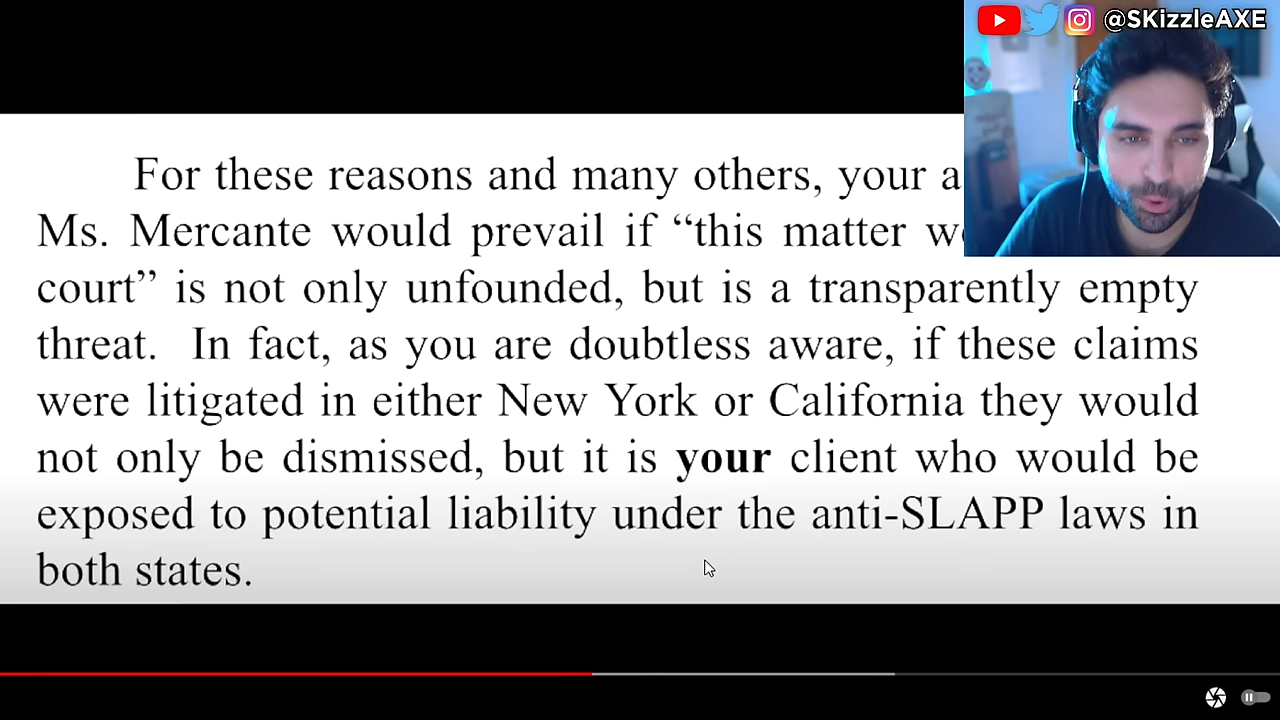 @SKizzleAXE
For these reasons and many others, your
Ms. Mercante would prevail if “this matter
court” is not only unfounded, but is a transparently empty
threat. In fact, as you are doubtless aware, if these claims
were litigated in either New York or California they would
not only be dismissed, but it is your client who would be
exposed to potential liability under the anti-SLAPP laws in
both states.